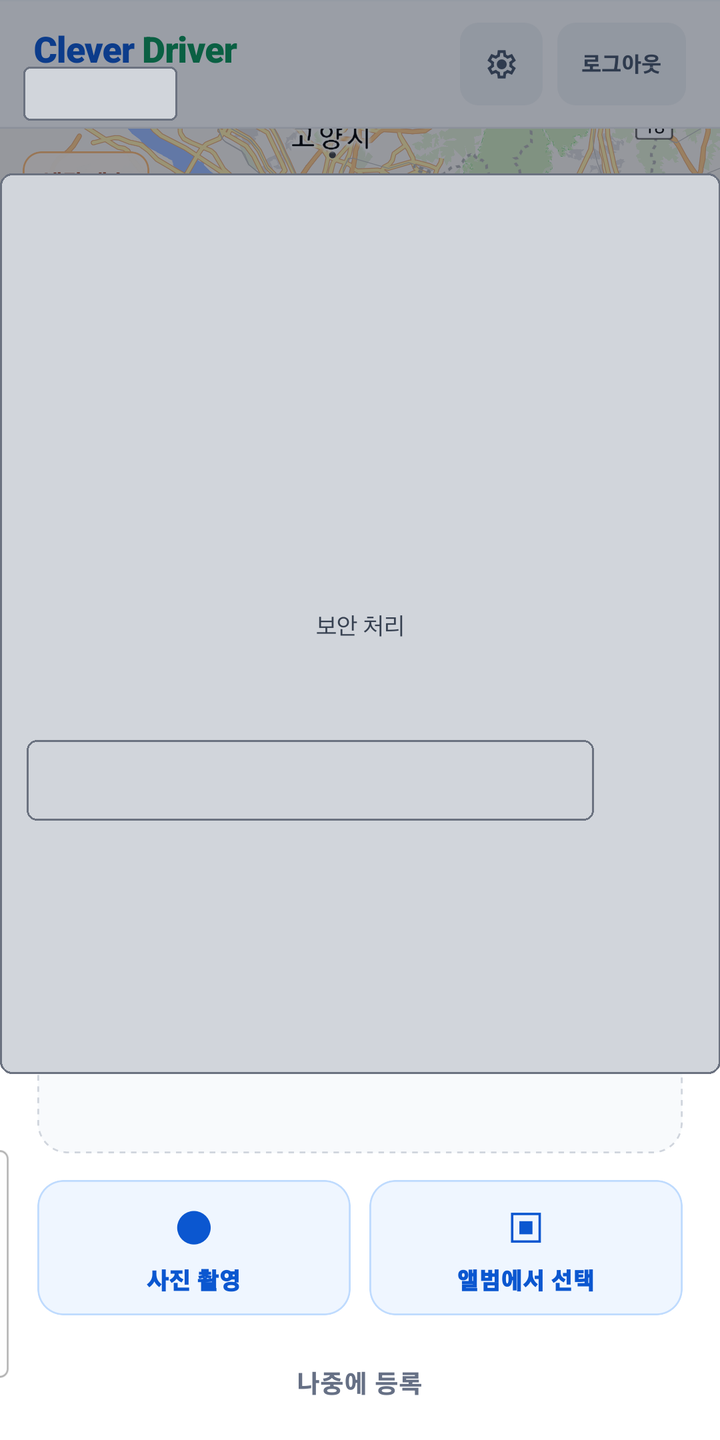 Clever Driver
로그아웃
고양시
보안 처리
사진 촬영
앨범에서 선택
나중에 등록